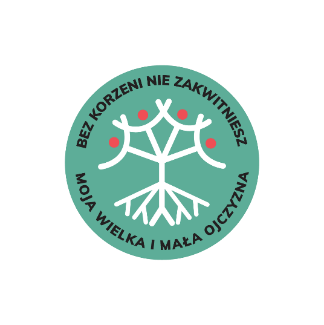 BEZ KORZENI NIE ZAKWITNIESZ
MOJA WIELKA I MAŁA OJCZYZNA